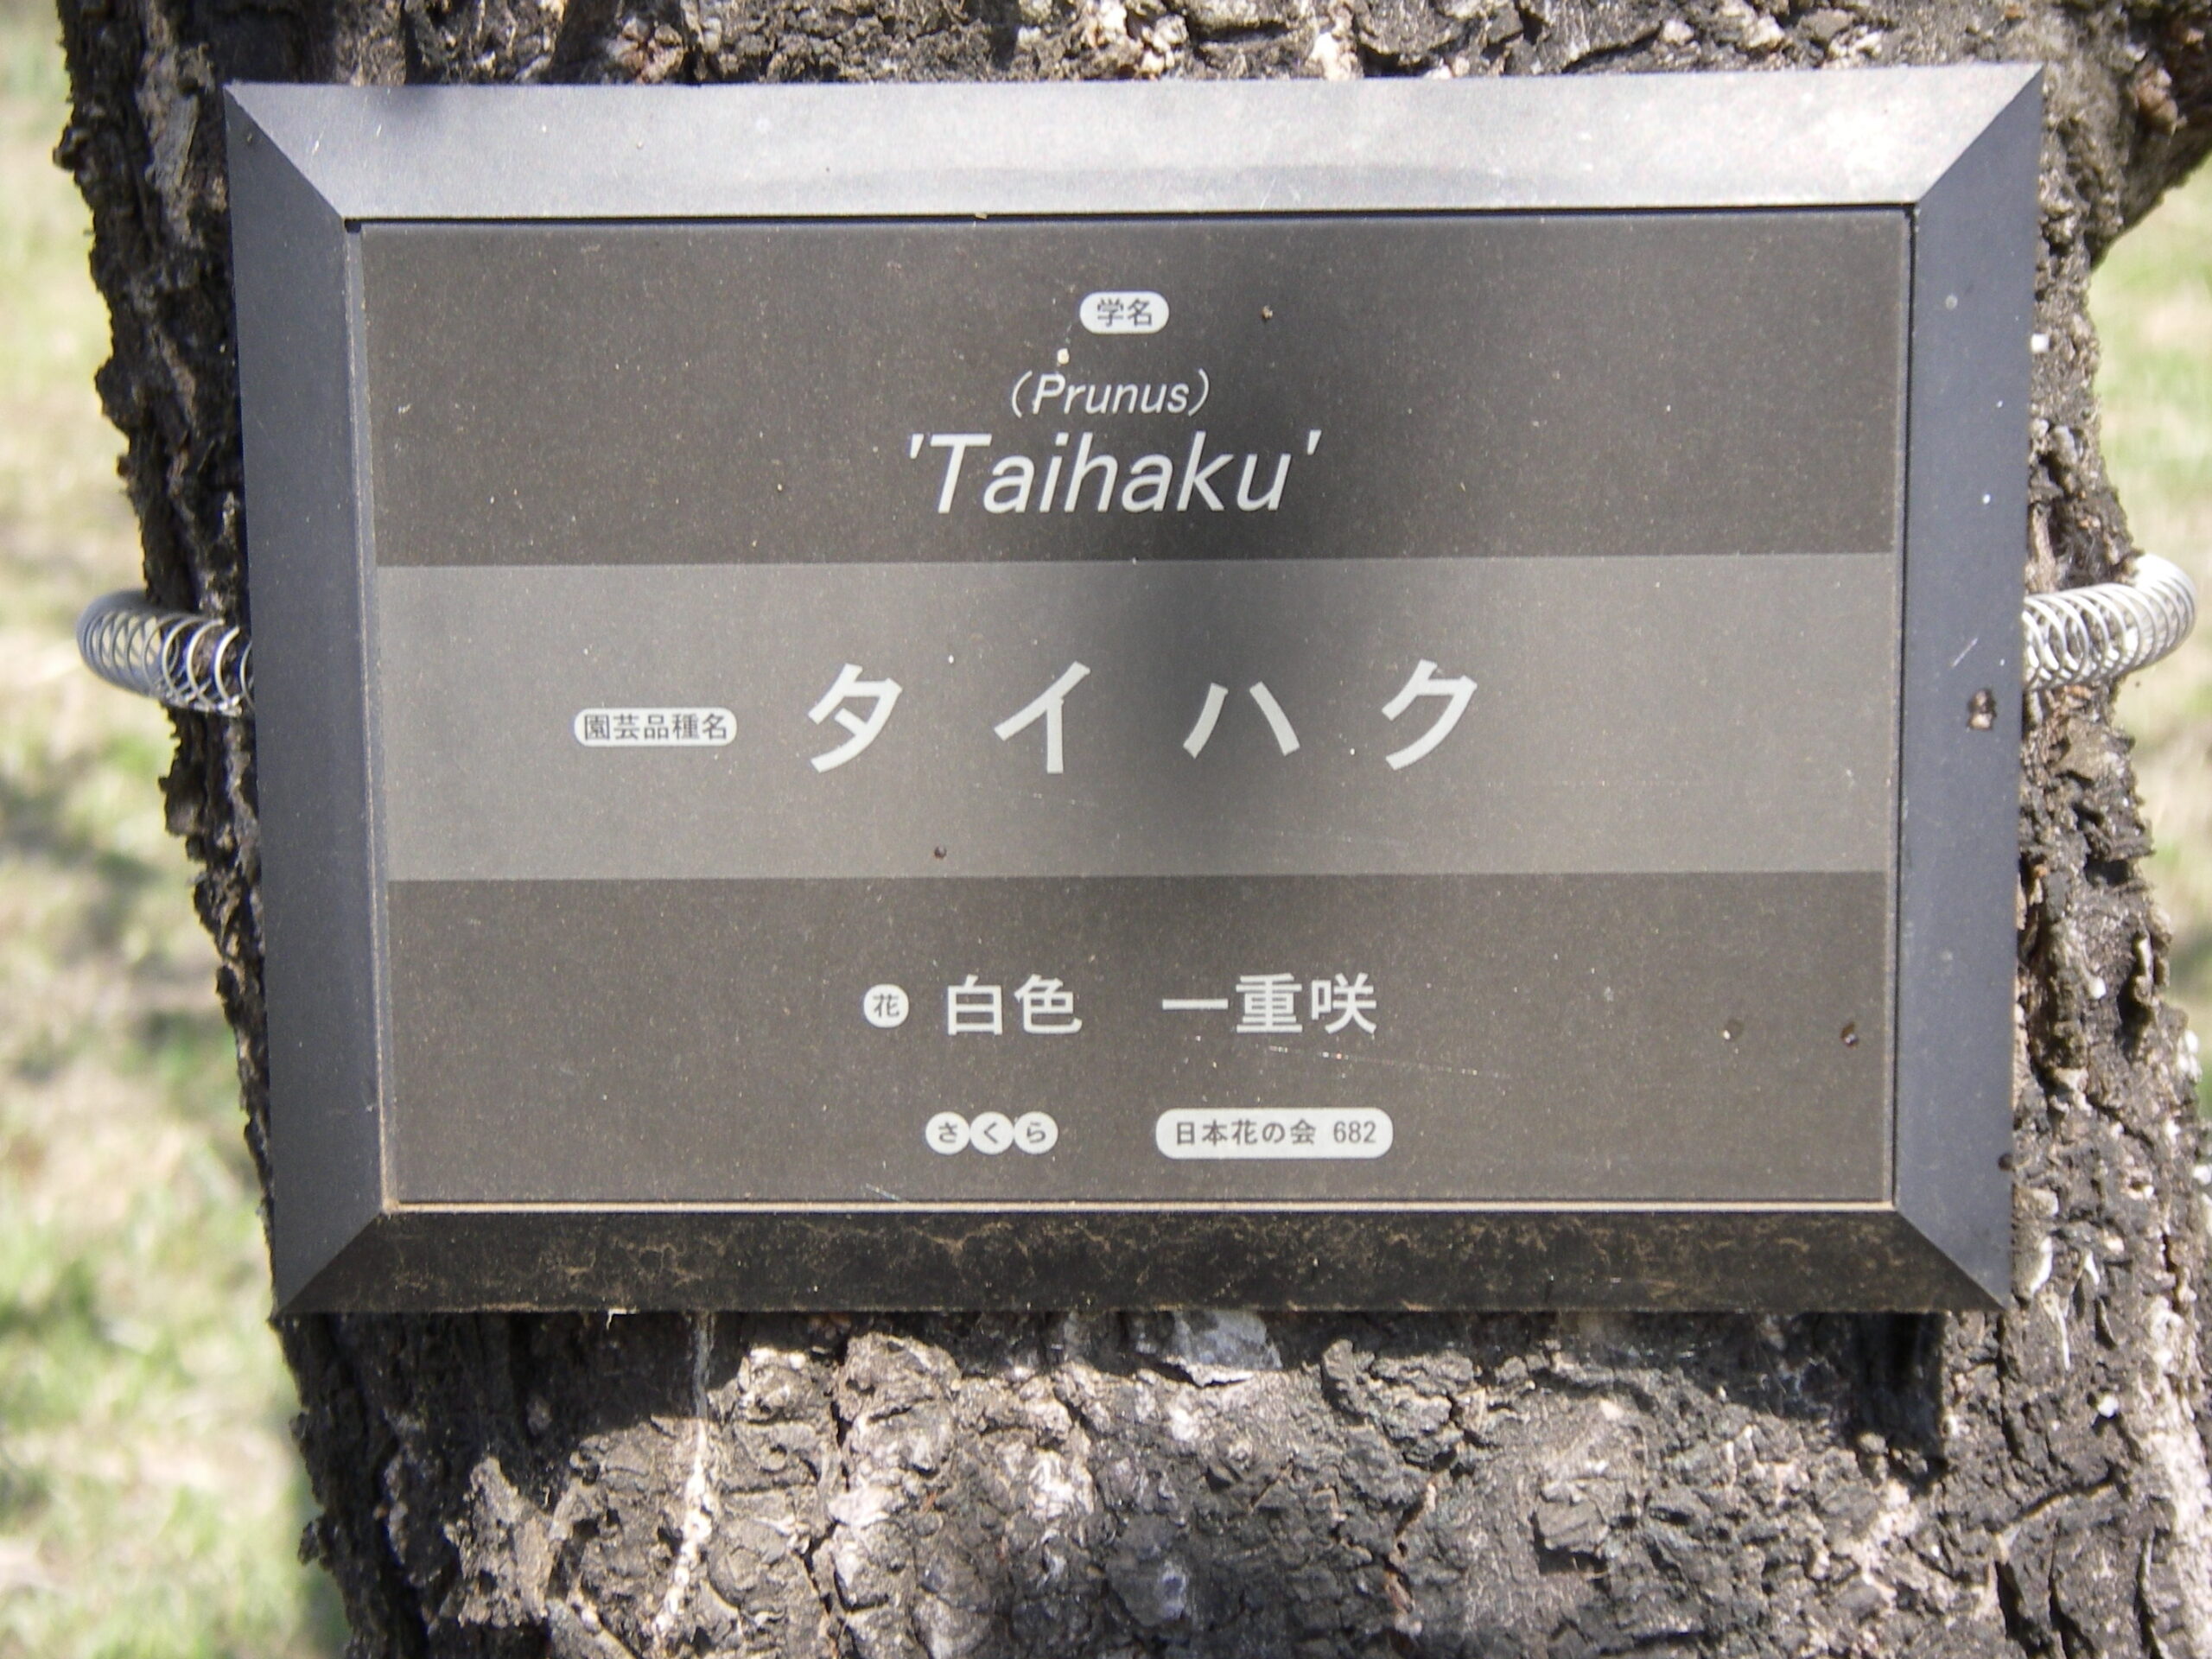 学名
(Prunus)
'Taihaku'
園芸品種名 タイハク
花 白色 一重咲
さくら 日本花の会 682